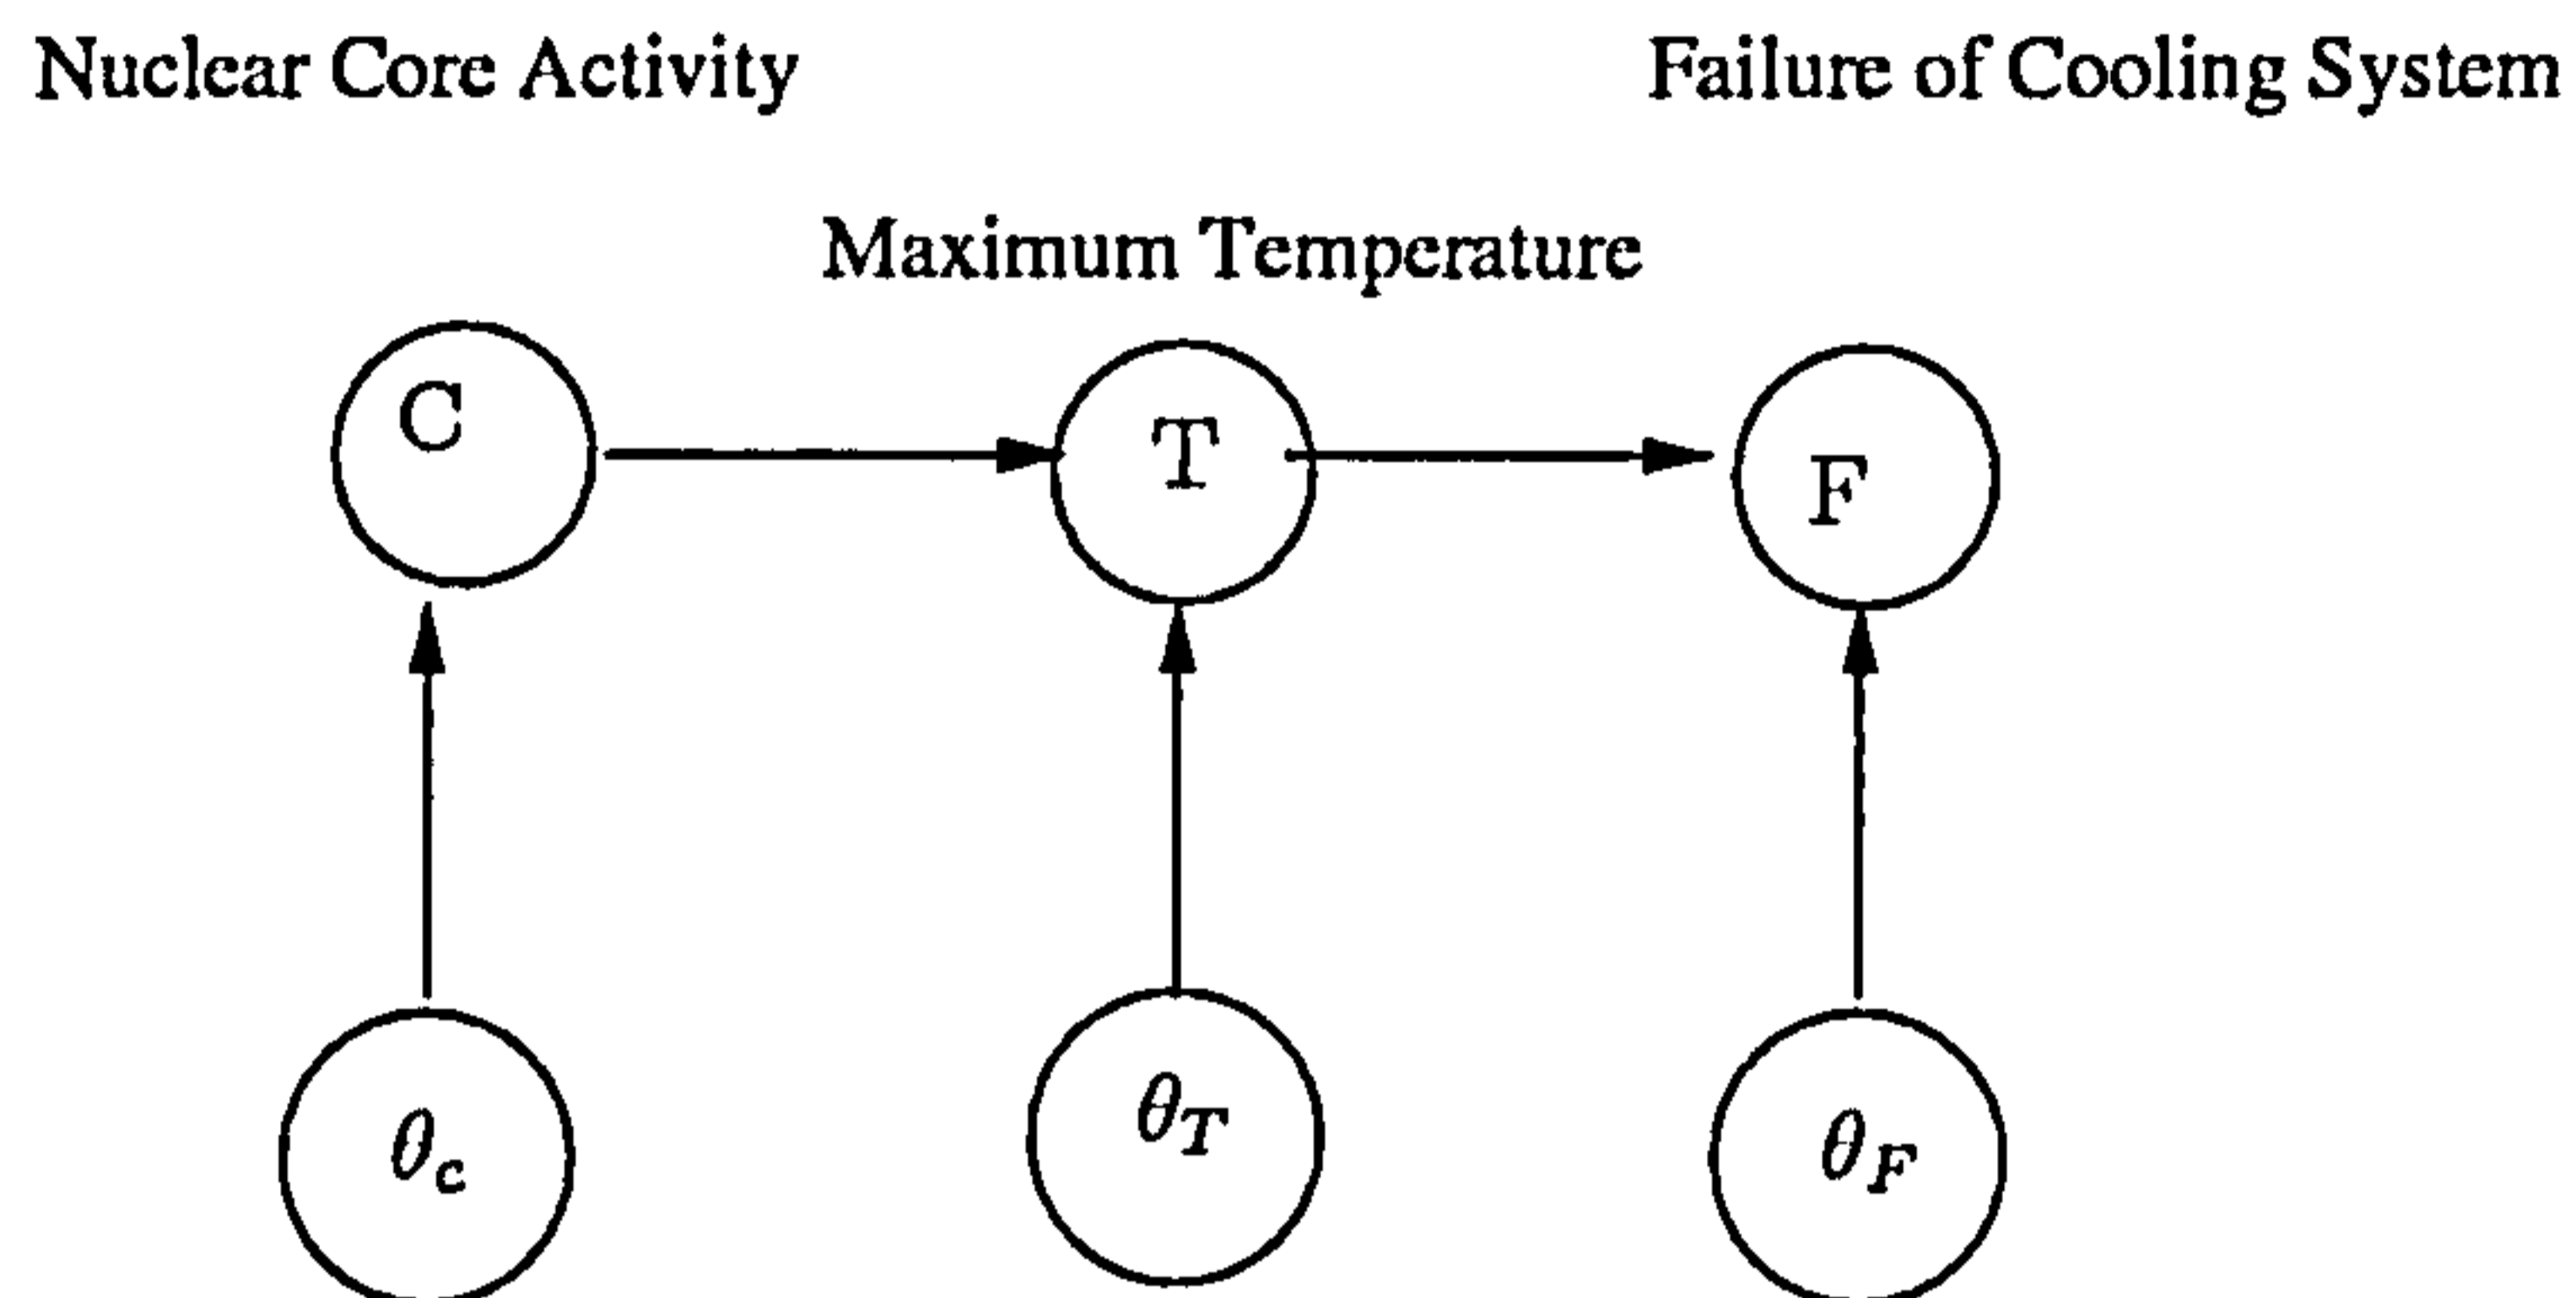 Nuclear Core Activity
Failure of Cooling System
Maximum Temperature
C
T
F
θc
θT
θF